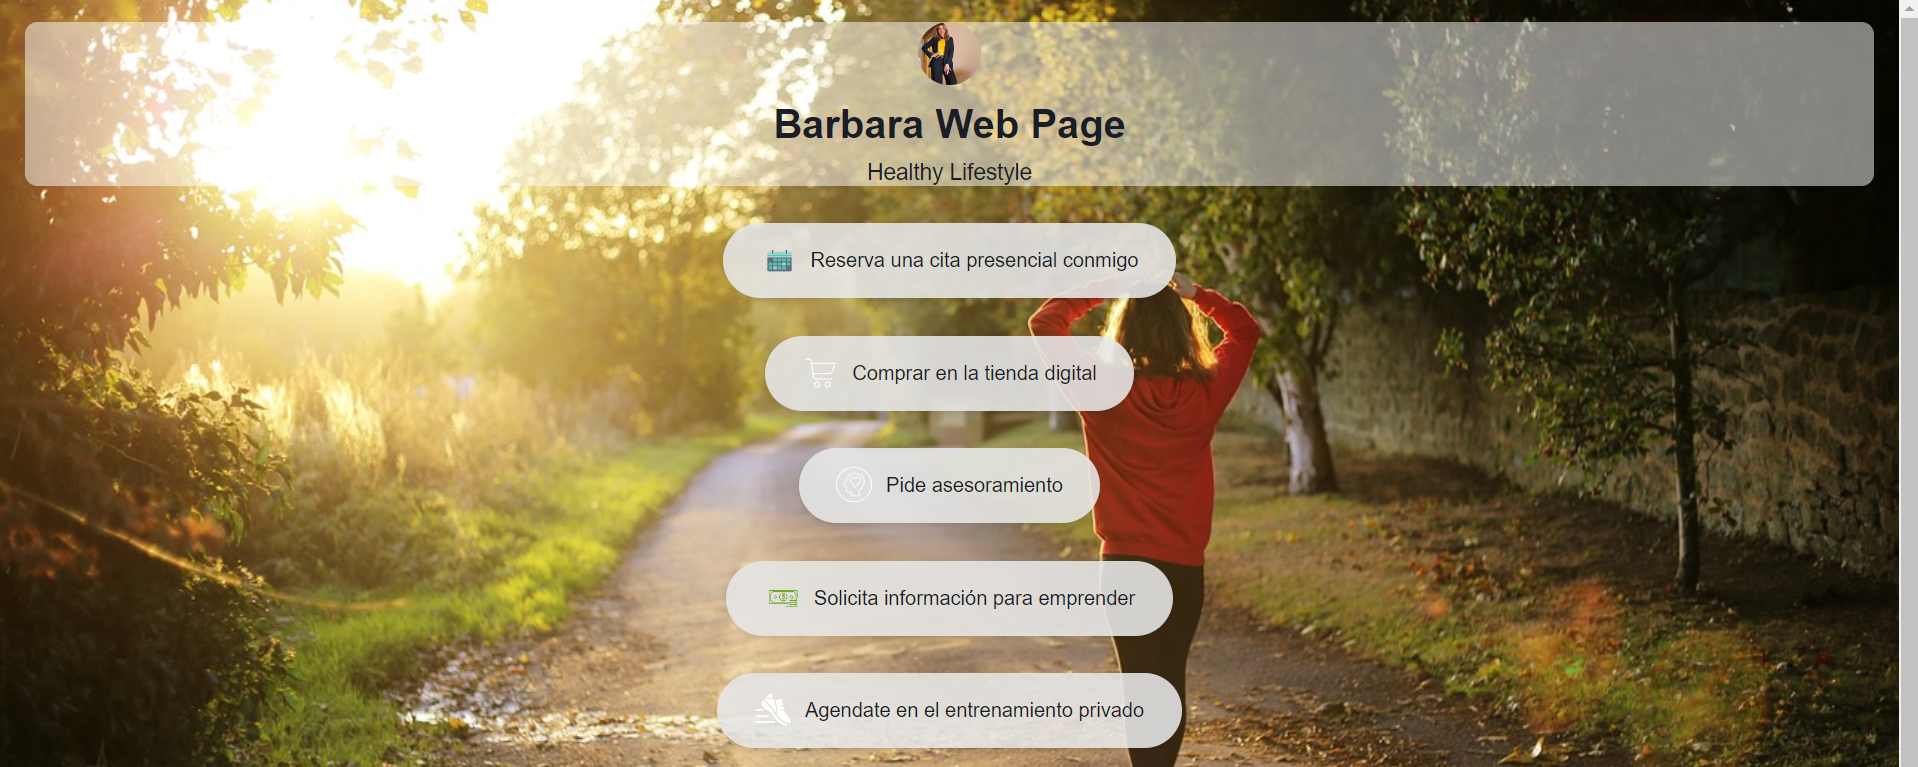 Barbara Web Page
Healthy Lifestyle
Reserva una cita presencial conmigo
Comprar en la tienda digital
Pide asesoramiento
Solicita información para emprender
Agendate en el entrenamiento privado